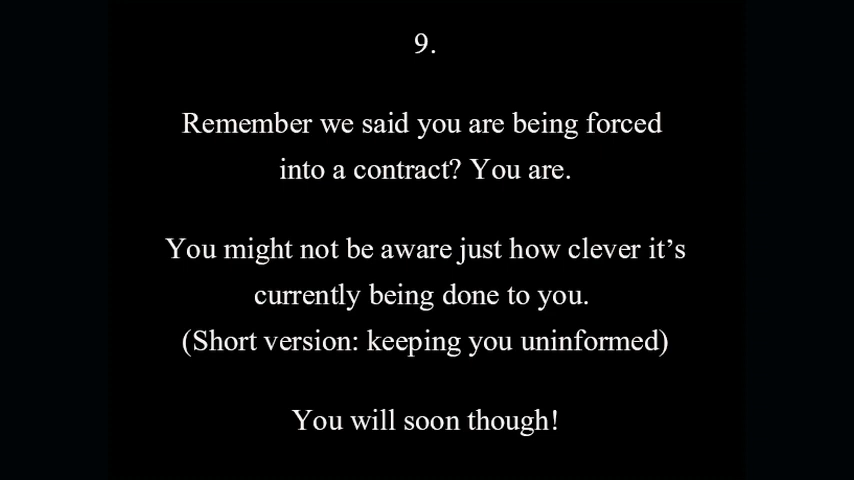 9.
Remember we said you are being forced
into a contract? You are.
You might not be aware just how clever it’s
currently being done to you.
(Short version: keeping you uninformed)
You will soon though!